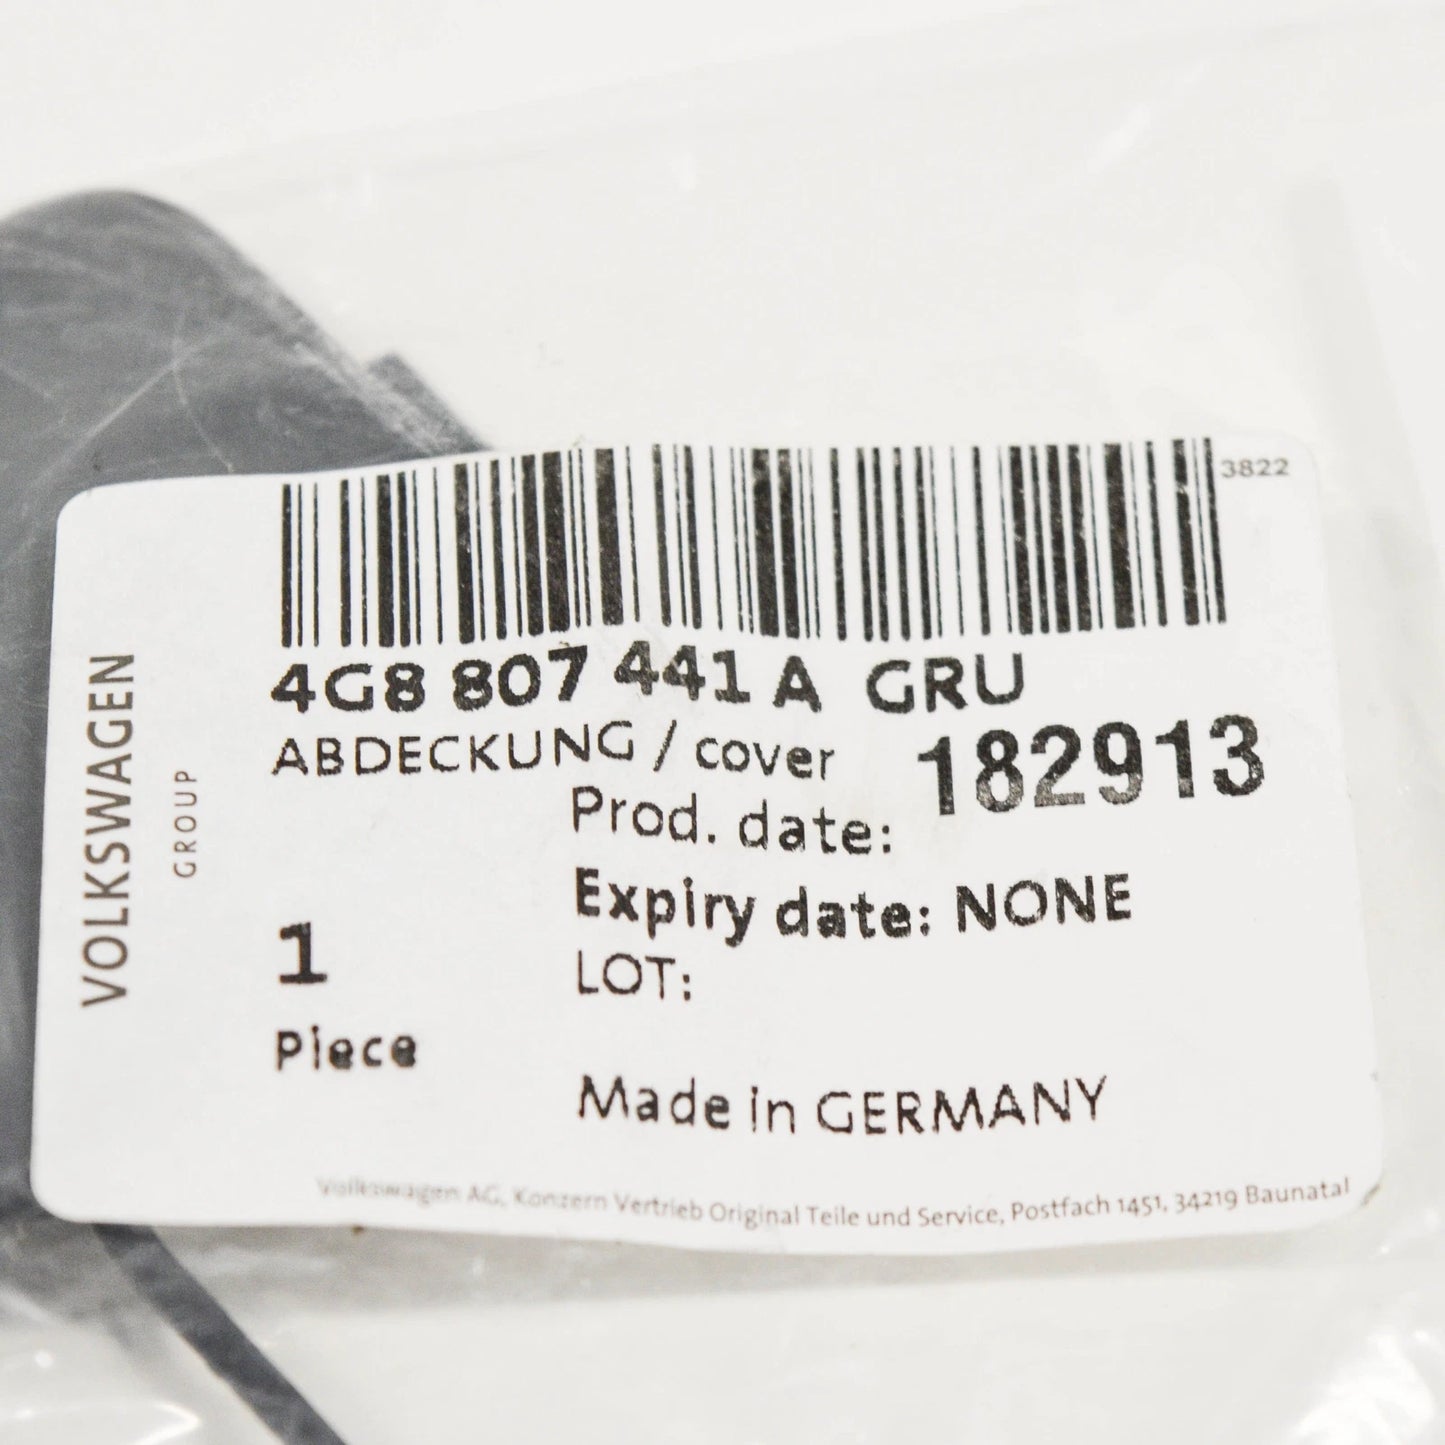 3822
4G8 807 441 A GRU
ABDECKUNG / cover
182913
Prod. date:
Expiry date: NONE
LOT:
1
Piece
Made in GERMANY
VOLKSWAGEN
GROUP
Volkswagen AG, Konzern Vertrieb Original Teile und Service, Postfach 1451, 34219 Baunatal